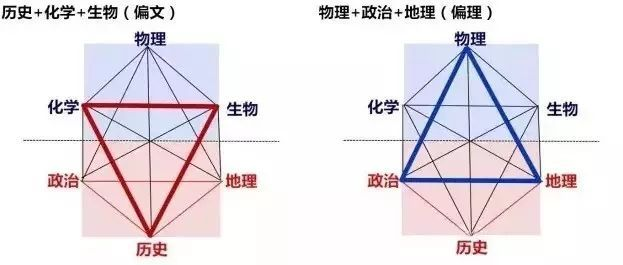 历史+化学+生物（偏文）
物理
化学
生物
政治
地理
历史
物理+政治+地理（偏理）
物理
化学
生物
政治
地理
历史